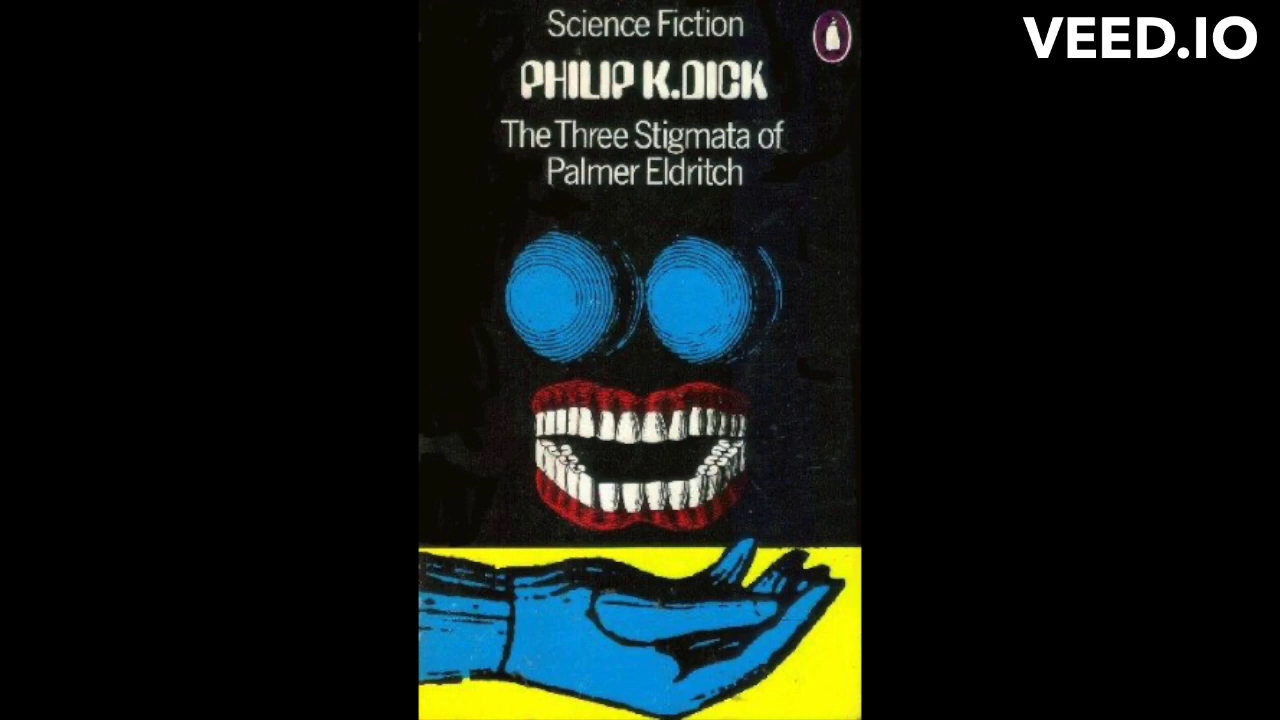 Science Fiction
VEED.IO
PHILIP K.DICK
The Three Stigmata of
Palmer Eldritch